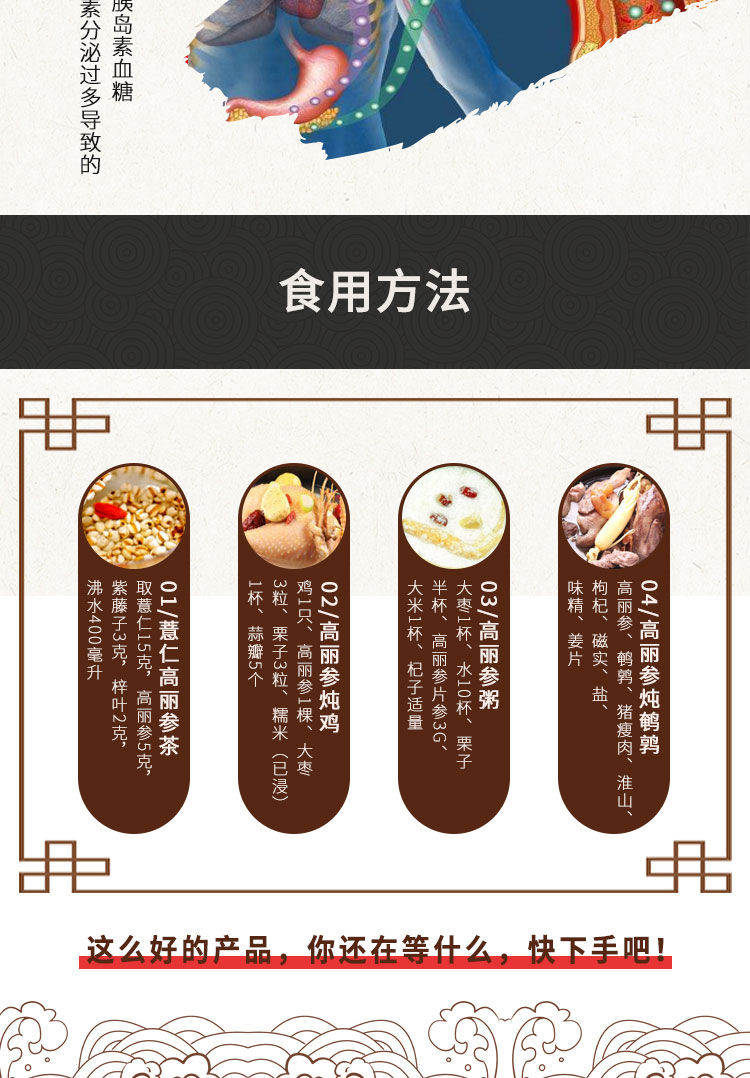 胰岛素血糖
素分泌过多导致的
食用方法
01/薏仁高丽参茶
取薏仁15克，高丽参5克，
紫藤子3克，梓叶2克，
沸水400毫升
02/高丽参炖鸡
鸡1只、高丽参1棵、大枣
3粒、栗子3粒、糯米（已浸）
1杯、蒜瓣5个
03/高丽参粥
大枣1杯、水10杯、栗子
半杯、高丽参片参3G、
大米1杯、杞子适量
04/高丽参炖鹌鹑
高丽参、鹌鹑、猪瘦肉、淮山、
枸杞、磁实、盐、
味精、姜片
这么好的产品，你还在等什么，快下手吧！